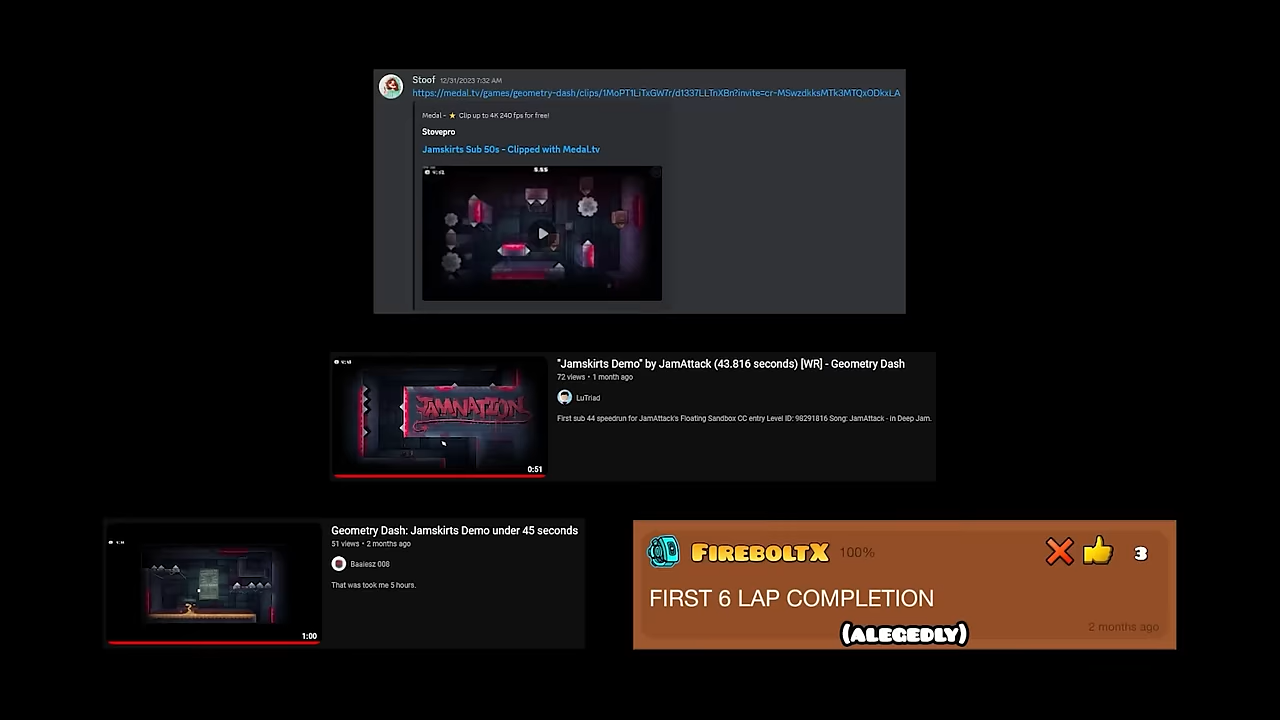 Stoof 12/31/2023 7:32 AM
https://medal.tv/games/geometry-dash/clips/1MoPT1LiTxGW7r/d1337LLTnXBn?invite=cr-MSwzdkksMTk3MTQxODkxLA
Medal - ⭐ Clip up to 4K 240 fps for free!
Stovepro
Jamskirts Sub 50s - Clipped with Medal.tv
"Jamskirts Demo" by JamAttack (43.816 seconds) [WR] - Geometry Dash
72 views • 1 month ago
LuTriad
First sub 44 speedrun for JamAttack's Floating Sandbox CC entry Level ID: 98291816 Song: JamAttack - in Deep Jam.
JAMNATION
0:51
Geometry Dash: Jamskirts Demo under 45 seconds
51 views • 2 months ago
Baaiesz 008
That was took me 5 hours.
1:00
FIREBOLTX 100%
3
FIRST 6 LAP COMPLETION
(ALEGEDLY)
2 months ago